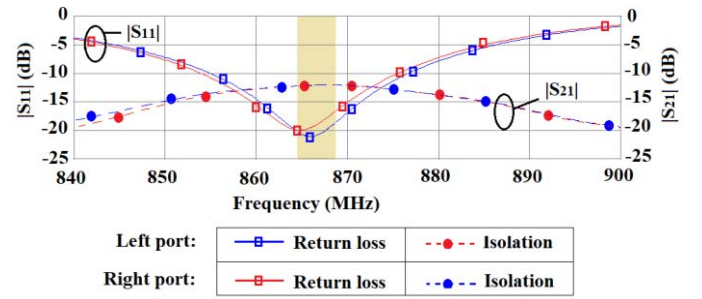 0
0
|S11|
-5
-5
-10
-10
|S11| (dB)
|S21| (dB)
-15
-15
|S21|
-20
-20
-25
-25
840
850
860
870
880
890
900
Frequency (MHz)
Left port: Return loss Isolation
Right port: Return loss Isolation